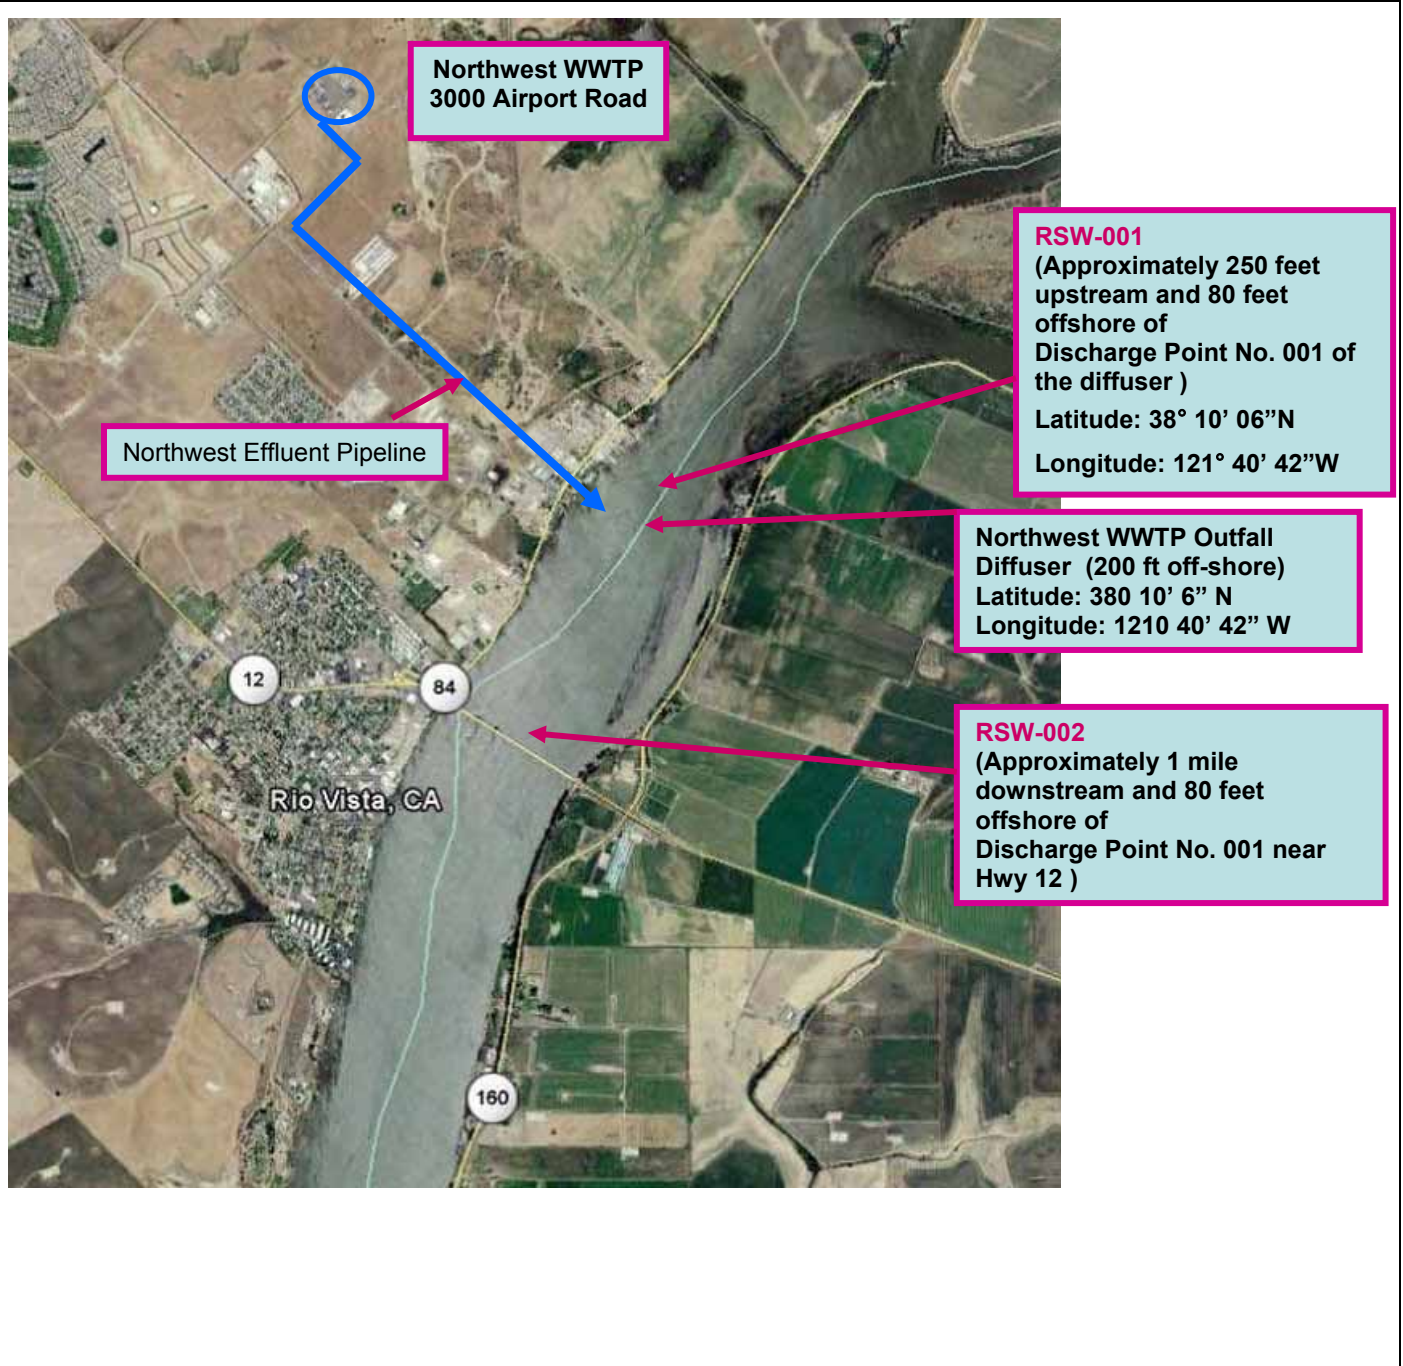 Northwest WWTP
3000 Airport Road
RSW-001
(Approximately 250 feet
upstream and 80 feet
offshore of
Discharge Point No. 001 of
the diffuser )
Latitude: 38° 10’ 06”N
Longitude: 121° 40’ 42”W
Northwest Effluent Pipeline
Northwest WWTP Outfall
Diffuser (200 ft off-shore)
Latitude: 380 10’ 6” N
Longitude: 1210 40’ 42” W
12
84
RSW-002
(Approximately 1 mile
downstream and 80 feet
offshore of
Discharge Point No. 001 near
Hwy 12 )
Rio Vista, CA
160